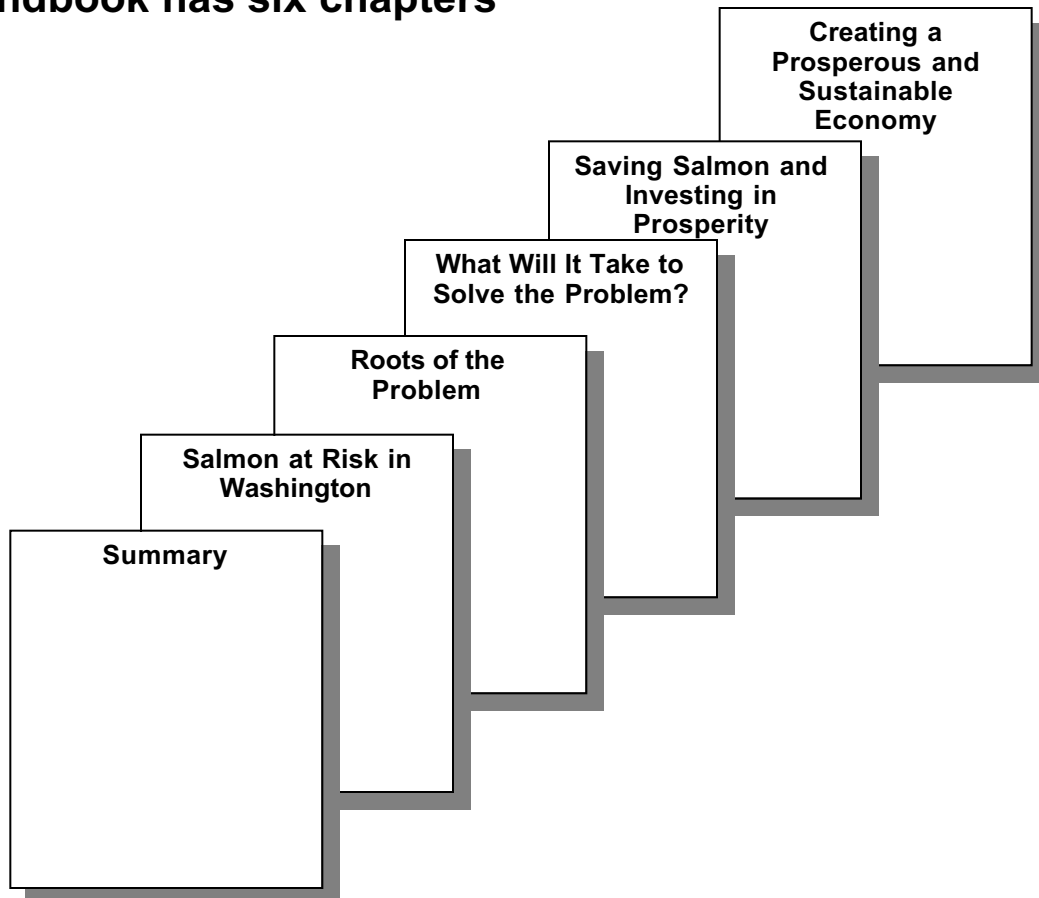 ndbook has six chapters
Creating a
Prosperous and
Sustainable
Economy
Saving Salmon and
Investing in
Prosperity
What Will It Take to
Solve the Problem?
Roots of the
Problem
Salmon at Risk in
Washington
Summary